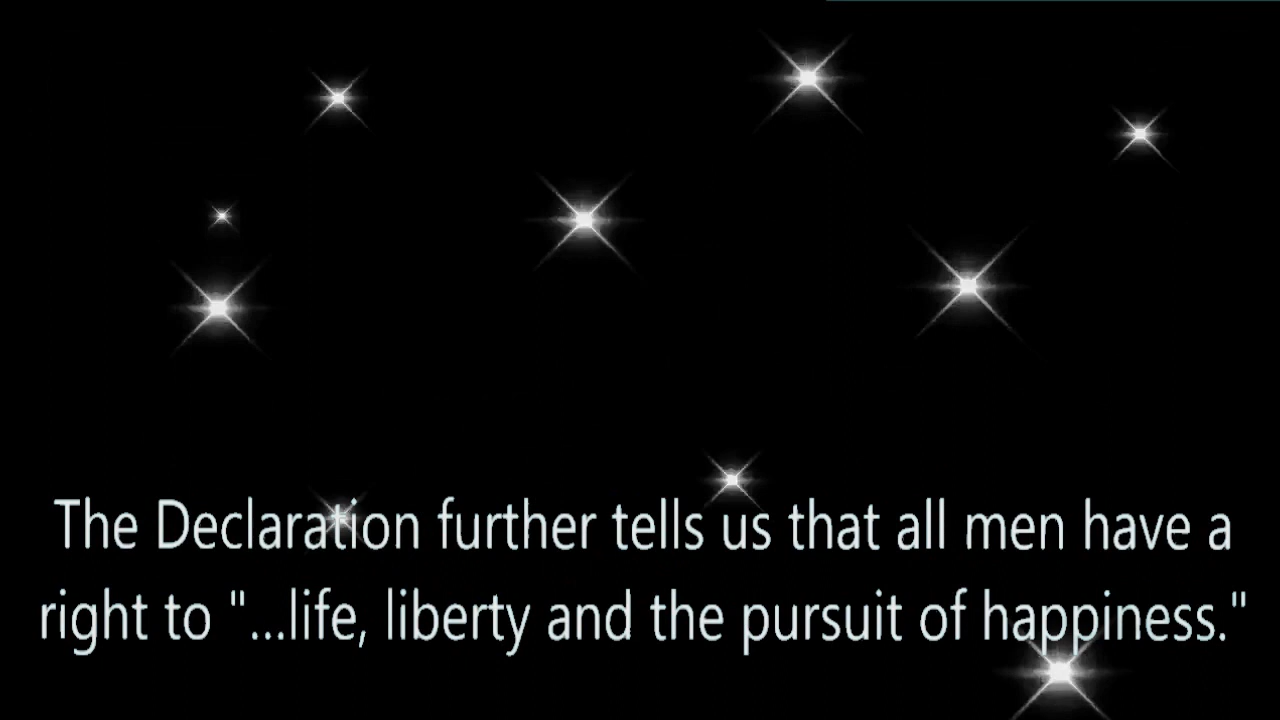 The Declaration further tells us that all men have a
right to "...life, liberty and the pursuit of happiness."